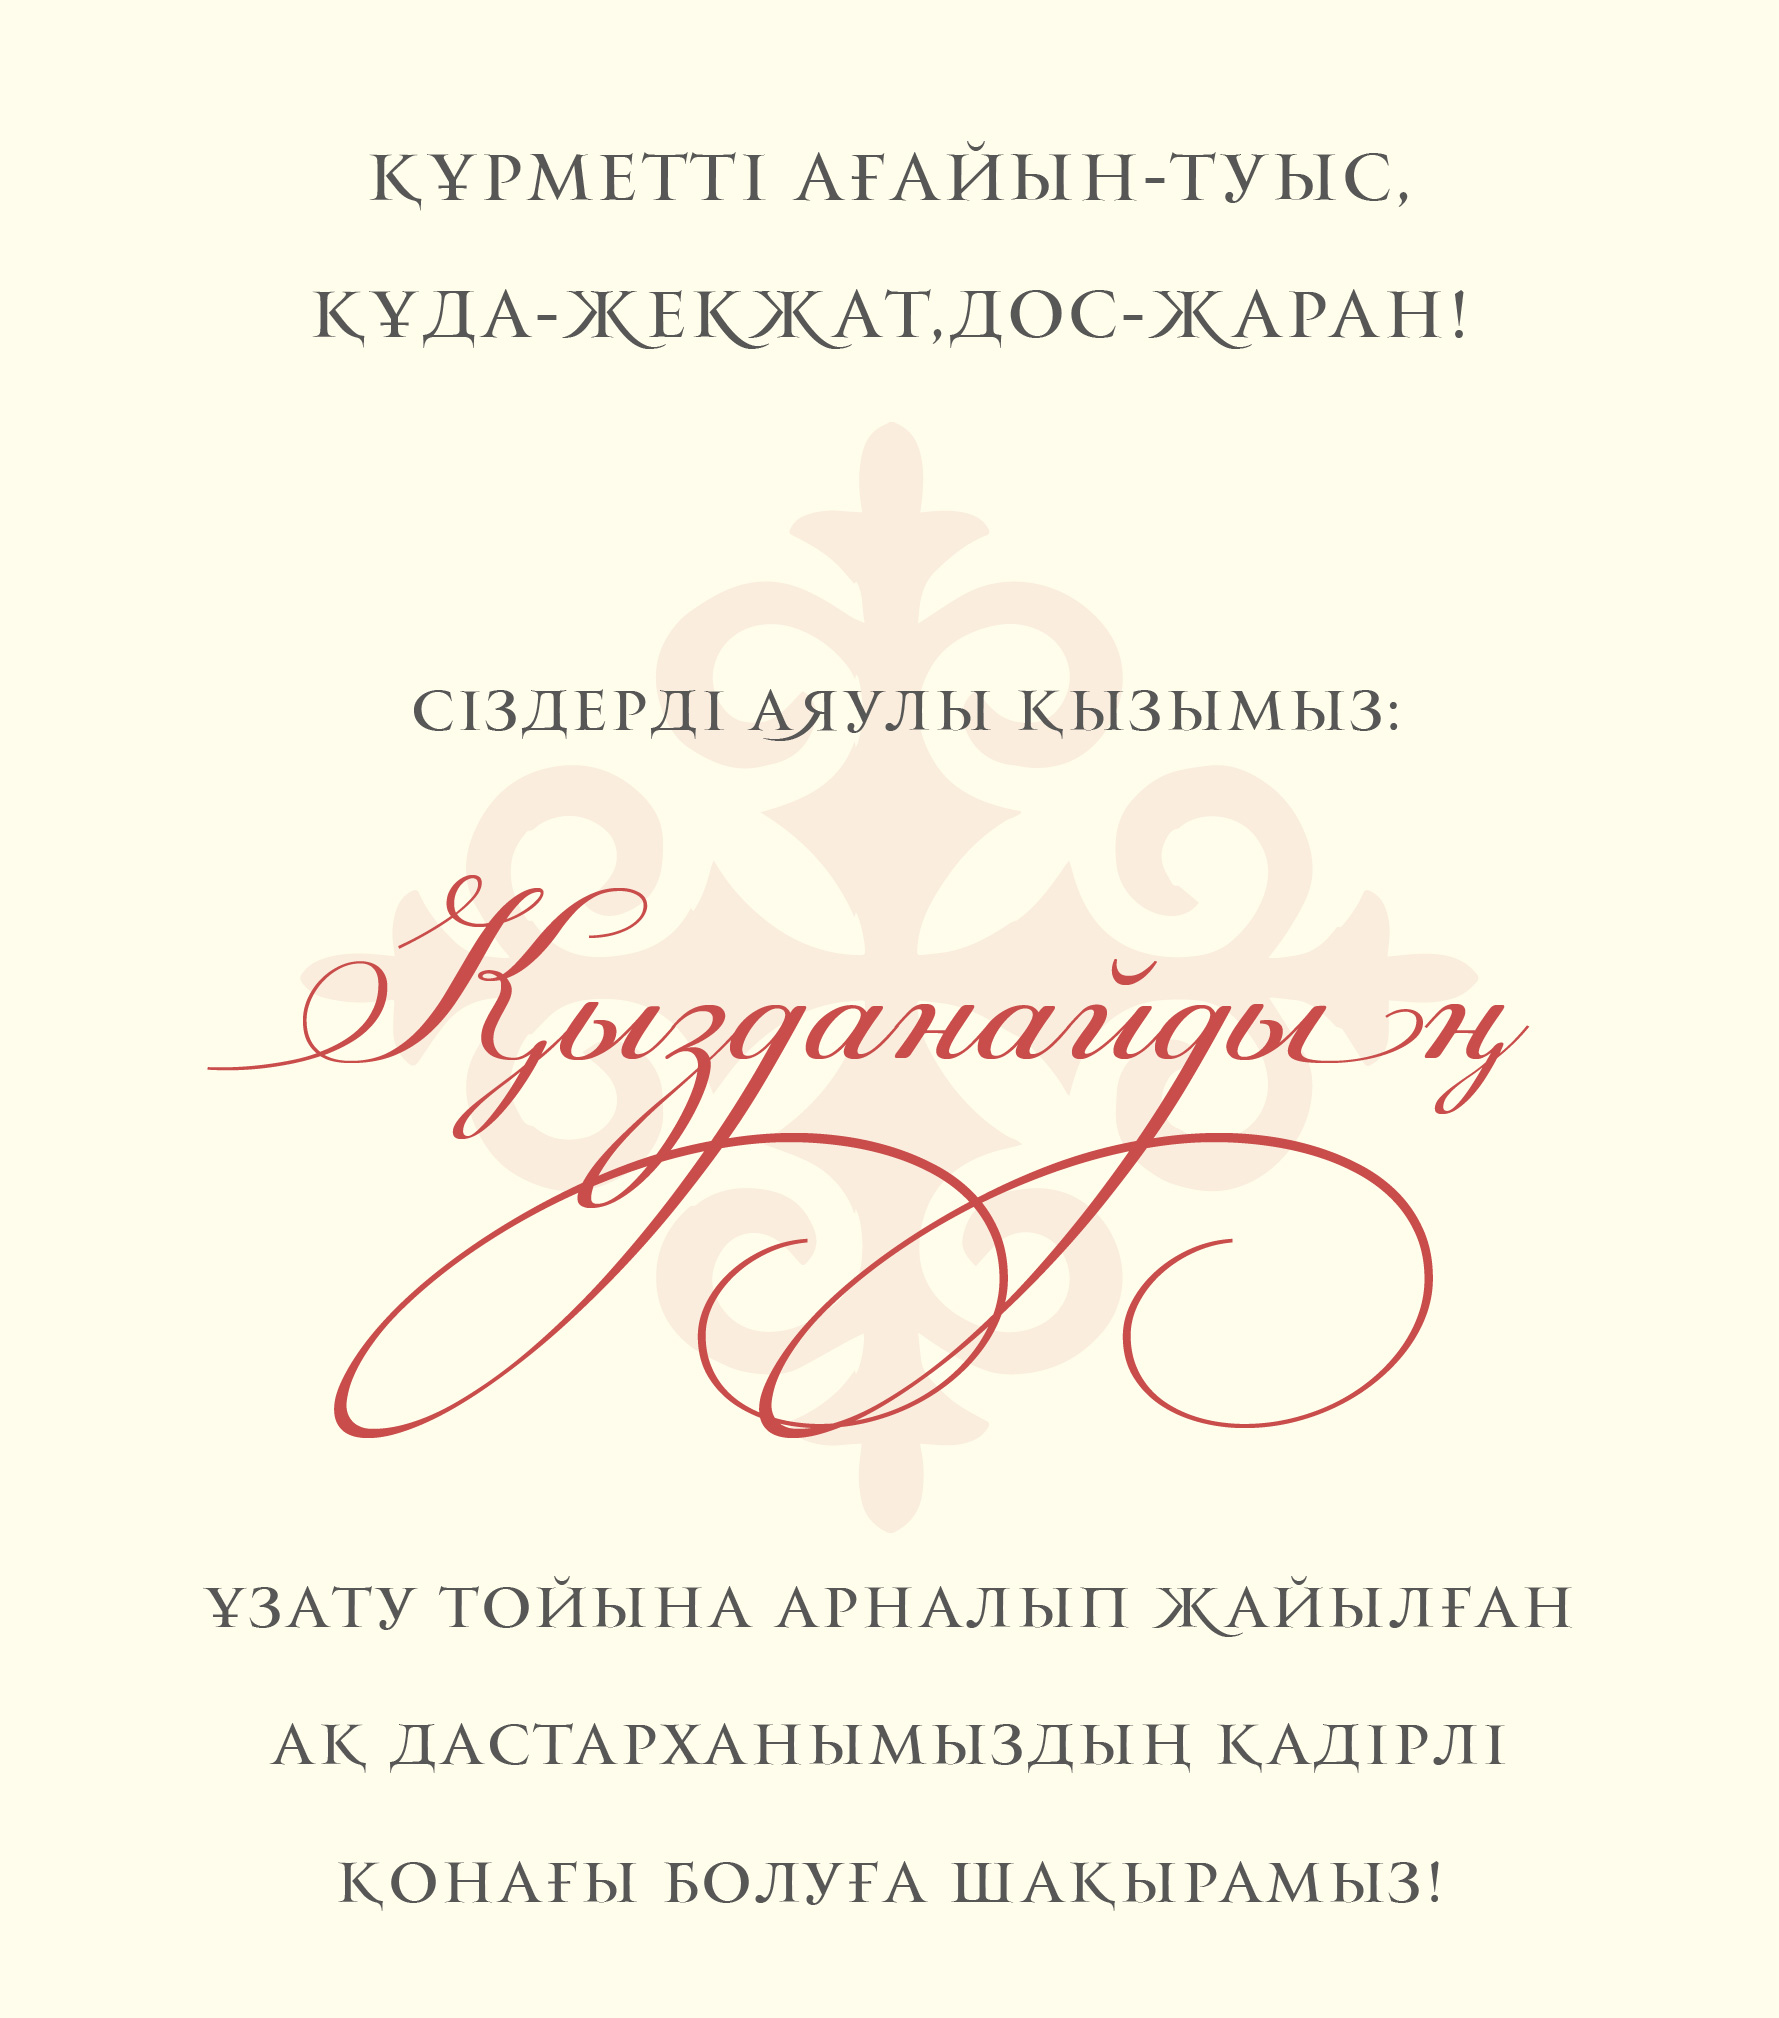 ҚҰРМЕТТІ АҒАЙЫН-ТУЫС,
ҚҰДА-ЖЕКЖАТ,ДОС-ЖАРАН!
СІЗДЕРДІ АЯУЛЫ ҚЫЗЫМЫЗ:
Қызданайдың
ҰЗАТУ ТОЙЫНА АРНАЛЫП ЖАЙЫЛҒАН
АҚ ДАСТАРХАНЫМЫЗДЫҢ ҚАДІРЛІ
ҚОНАҒЫ БОЛУҒА ШАҚЫРАМЫЗ!